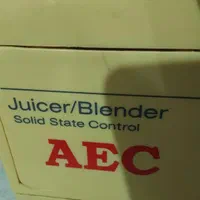 Juicer/Blender
Solid State Control
AEC